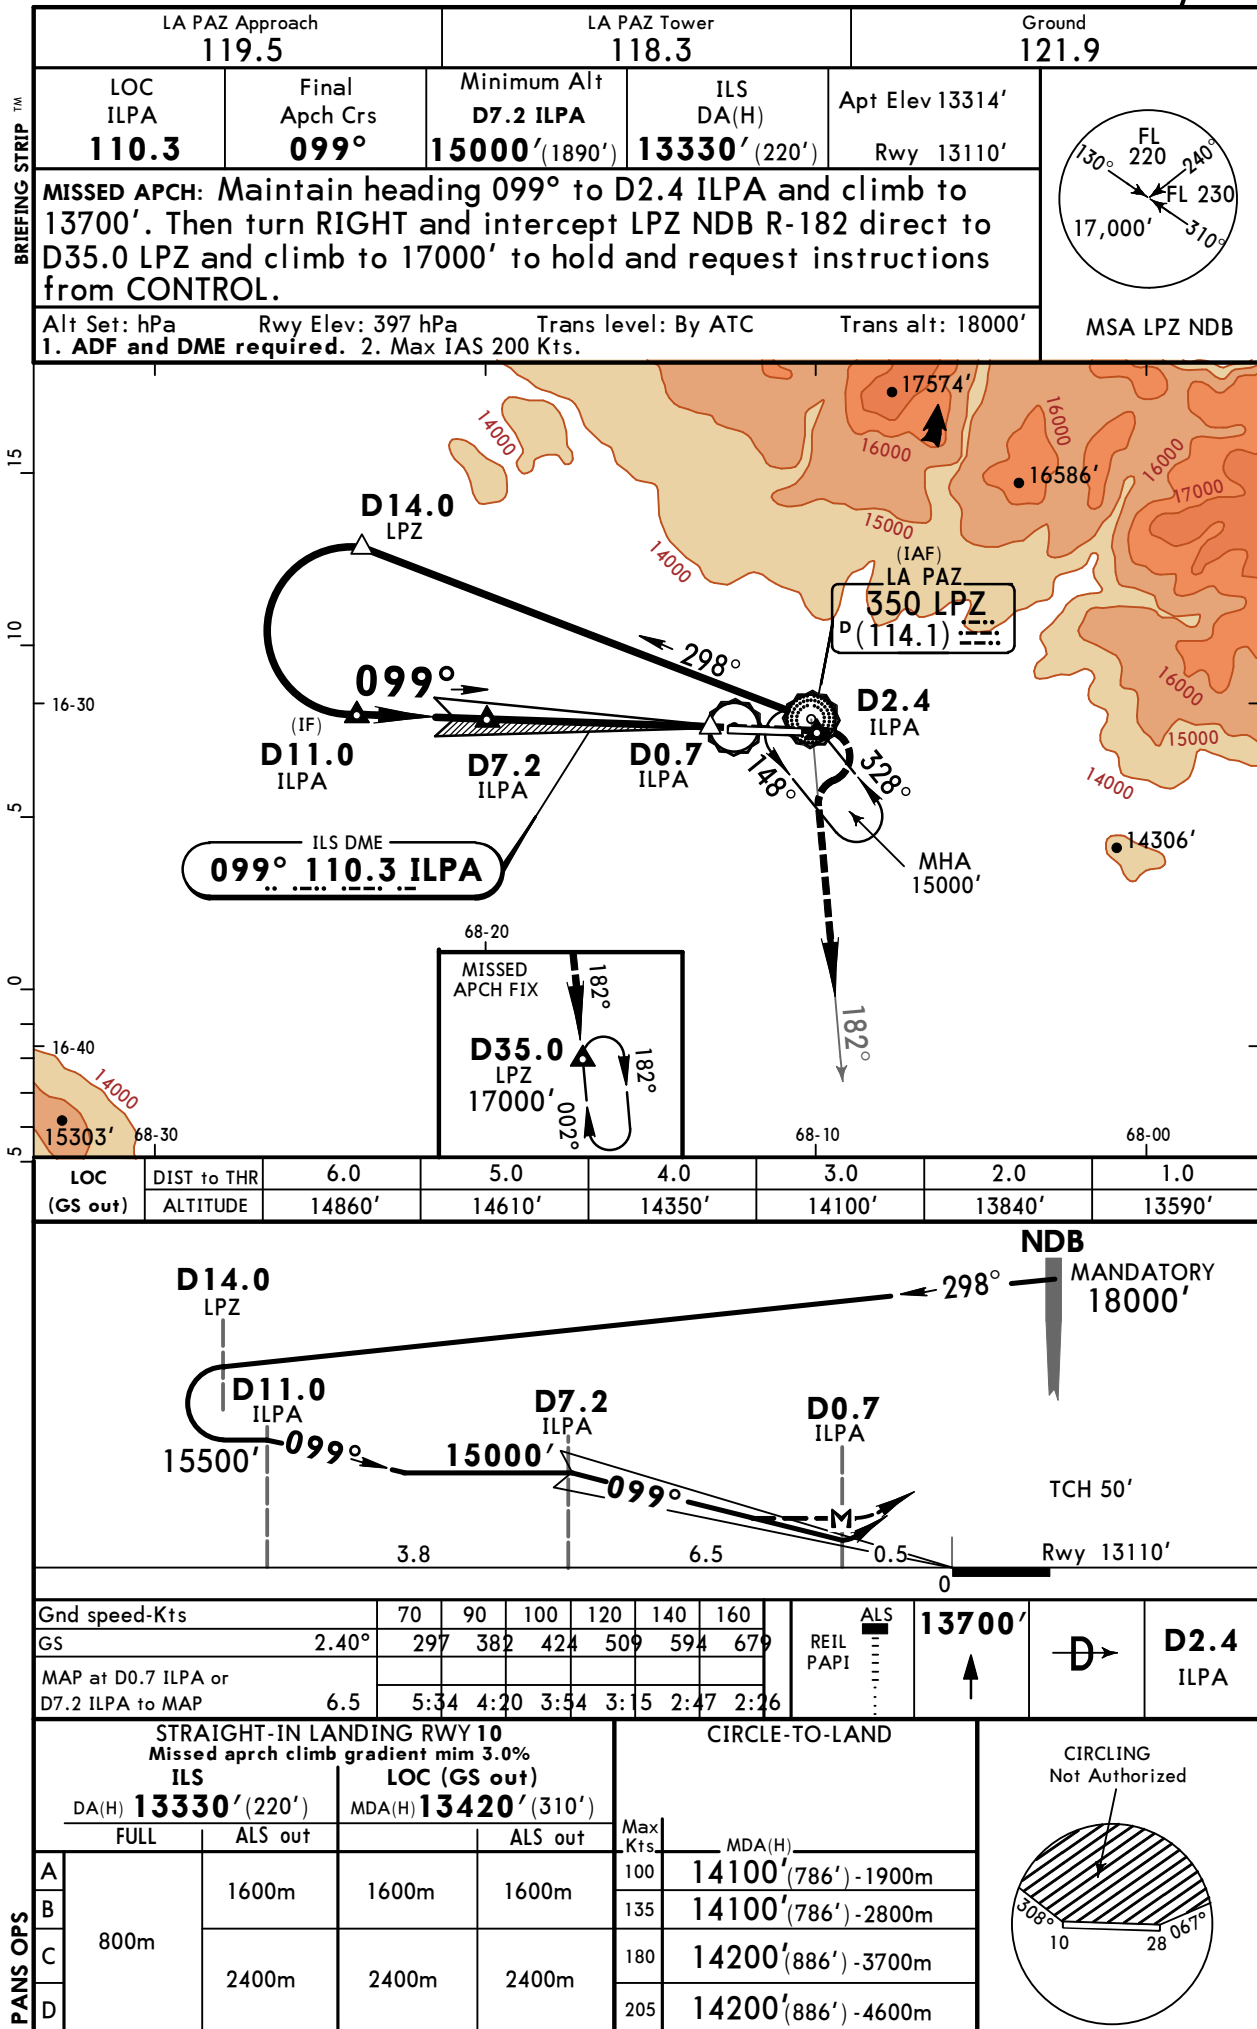 LA PAZ Approach
119.5
LA PAZ Tower
118.3
Ground
121.9
BRIEFING STRIP TM
LOC
ILPA
110.3
Final
Apch Crs
099°
Minimum Alt
D7.2 ILPA
15000'(1890')
ILS
DA(H)
13330'(220')
Apt Elev 13314'
Rwy 13110'
MISSED APCH: Maintain heading 099° to D2.4 ILPA and climb to
13700'. Then turn RIGHT and intercept LPZ NDB R-182 direct to
D35.0 LPZ and climb to 17000' to hold and request instructions
from CONTROL.
Alt Set: hPa Rwy Elev: 397 hPa Trans level: By ATC Trans alt: 18000'
1. ADF and DME required. 2. Max IAS 200 Kts.
130°
FL
220
240°
FL 230
17,000'
310°
MSA LPZ NDB
17574'
16000
16000
16586'
16000
17000
14000
15000
14000
15
10
5
0
5
D14.0
LPZ
(IAF)
LA PAZ
350 LPZ
D (114.1)
298°
099°
16-30
(IF)
D11.0
ILPA
D7.2
ILPA
D0.7
ILPA
D2.4
ILPA
148°
328°
16000
15000
14000
14306'
MHA
15000'
ILS DME
099° 110.3 ILPA
68-20
MISSED
APCH FIX
182°
D35.0
LPZ
17000'
182°
002°
182°
16-40
14000
15303'
68-30
68-10
68-00
LOC
(GS out)
DIST to THR 6.0 5.0 4.0 3.0 2.0 1.0
ALTITUDE 14860' 14610' 14350' 14100' 13840' 13590'
NDB
MANDATORY
18000'
298°
D14.0
LPZ
D11.0
ILPA
15500'
099°
15000'
D7.2
ILPA
099°
D0.7
ILPA
M
TCH 50'
Rwy 13110'
3.8
6.5
0.5
0
Gnd speed-Kts 70 90 100 120 140 160
GS 2.40° 297 382 424 509 594 679
MAP at D0.7 ILPA or
D7.2 ILPA to MAP 6.5 5:34 4:20 3:54 3:15 2:47 2:26
REIL
PAPI
ALS
13700'
D
D2.4
ILPA
STRAIGHT-IN LANDING RWY 10
Missed aprch climb gradient mim 3.0%
ILS
DA(H) 13330'(220')
LOC (GS out)
MDA(H) 13420'(310')
FULL
ALS out
ALS out
A
B
C
D
800m
1600m
1600m
1600m
2400m
2400m
2400m
PANS OPS
CIRCLE-TO-LAND
Max
Kts
MDA(H)
100 14100'(786')-1900m
135 14100'(786')-2800m
180 14200'(886')-3700m
205 14200'(886')-4600m
CIRCLING
Not Authorized
308°
067°
10
28